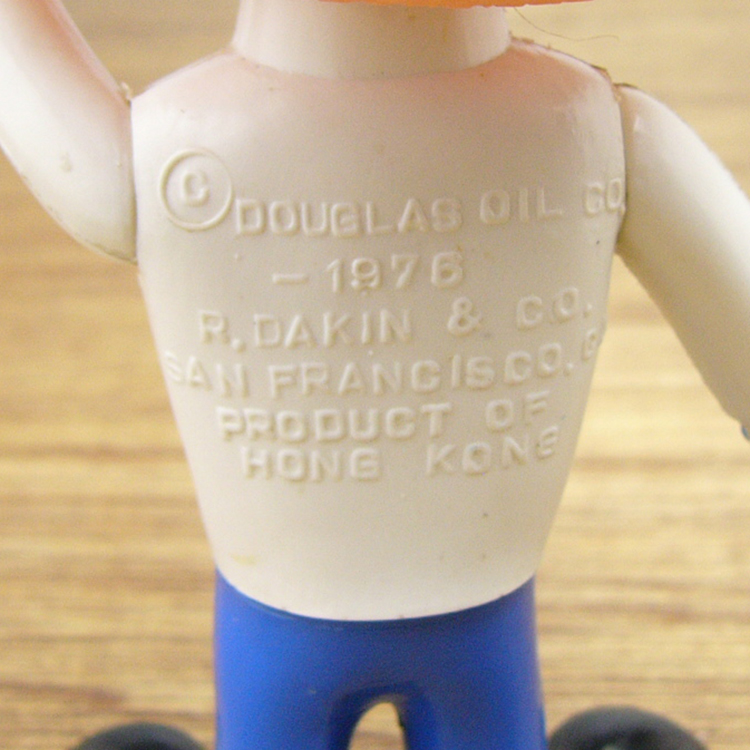 © DOUGLAS OIL CO.
— 1976
R. DAKIN & CO.
SAN FRANCISCO, C
PRODUCT OF
HONG KONG